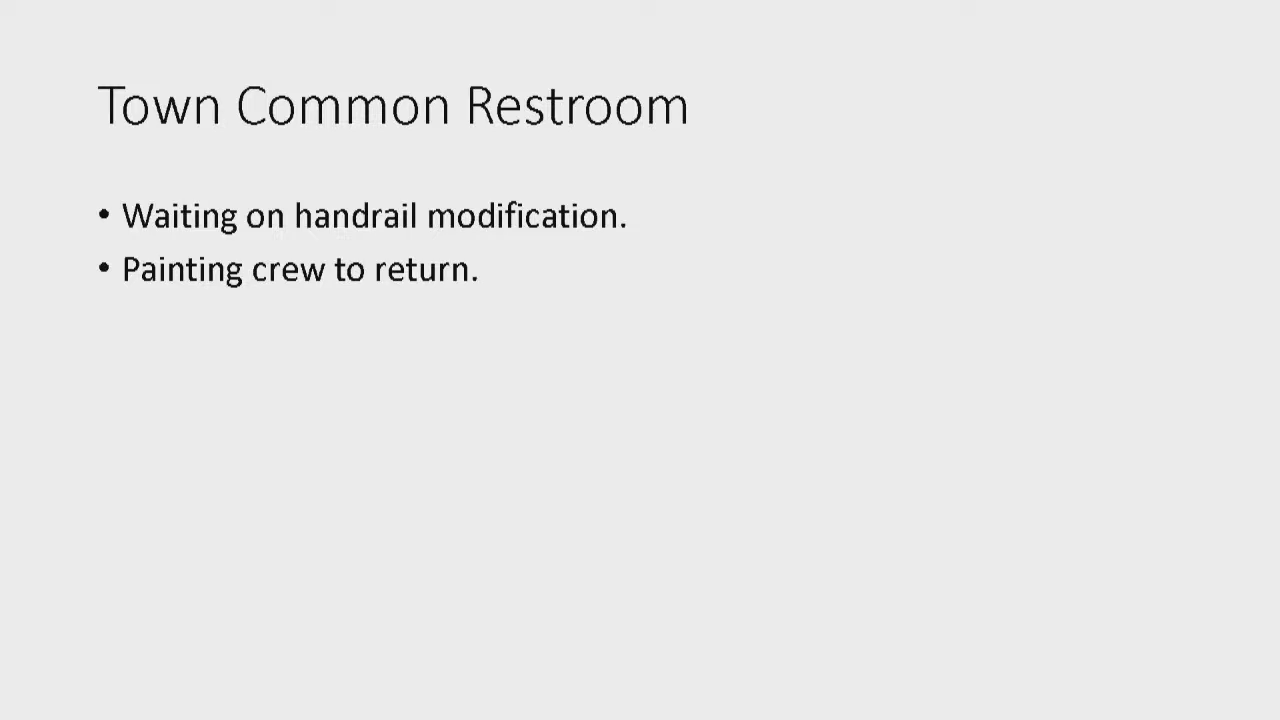 Town Common Restroom
• Waiting on handrail modification.
• Painting crew to return.